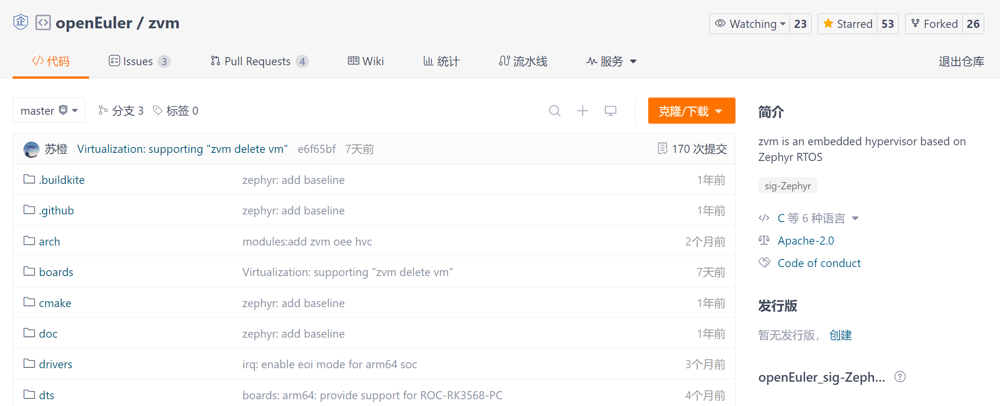 企 openEuler / zvm Watching 23 Starred 53 Forked 26
代码 Issues 3 Pull Requests 4 Wiki 统计 流水线 服务 退出仓库
master 分支 3 标签 0 克隆/下载
苏橙 Virtualization: supporting "zvm delete vm" e6f65bf 7天前 170 次提交
.buildkite zephyr: add baseline 1年前
.github zephyr: add baseline 1年前
arch modules:add zvm oee hvc 2个月前
boards Virtualization: supporting "zvm delete vm" 7天前
cmake zephyr: add baseline 1年前
doc zephyr: add baseline 1年前
drivers irq: enable eoi mode for arm64 soc 3个月前
dts boards: arm64: provide support for ROC-RK3568-PC 4个月前
简介
zvm is an embedded hypervisor based on
Zephyr RTOS
sig-Zephyr
C 等 6 种语言
Apache-2.0
Code of conduct
发行版
暂无发行版， 创建
openEuler_sig-Zeph... ?